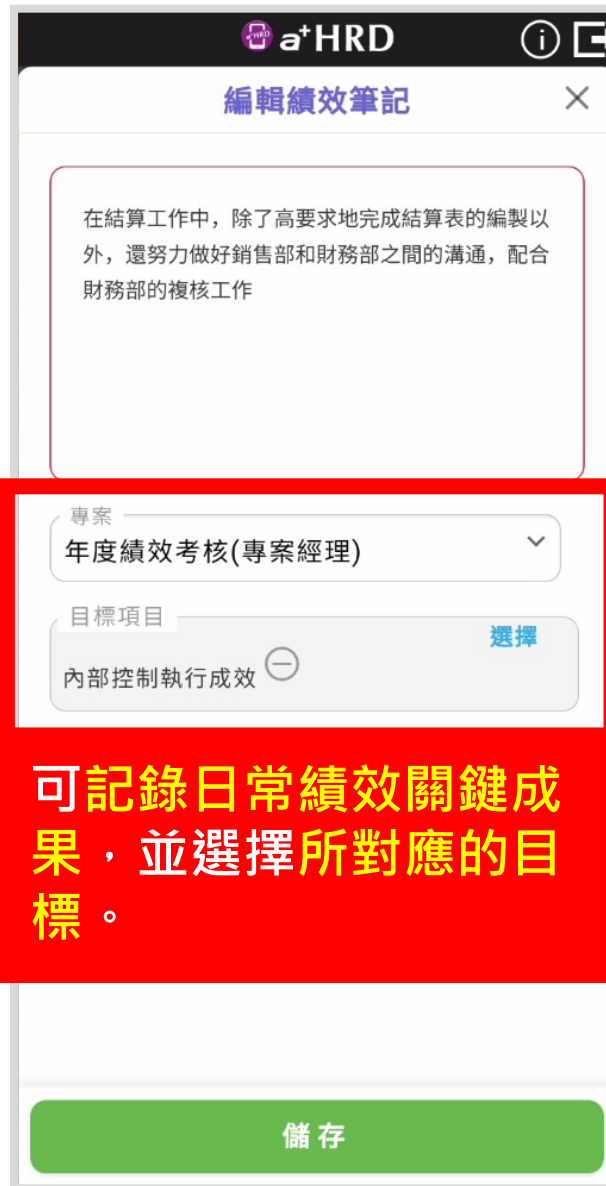 a⁺HRD
編輯績效筆記
在結算工作中，除了高要求地完成結算表的編製以
外，還努力做好銷售部和財務部之間的溝通，配合
財務部的複核工作
專案
年度績效考核(專案經理)
目標項目
選擇
內部控制執行成效
可記錄日常績效關鍵成
果，並選擇所對應的目
標。
儲存